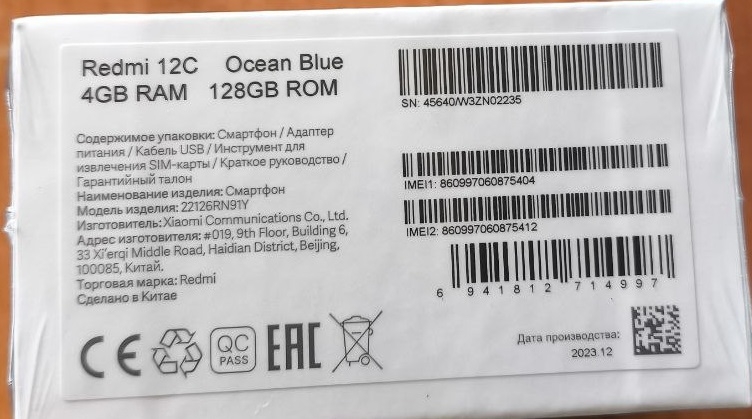 Redmi 12C Ocean Blue
4GB RAM 128GB ROM
Содержимое упаковки: Смартфон / Адаптер
питания / Кабель USB / Инструмент для
извлечения SIM-карты / Краткое руководство /
Гарантийный талон
Наименование изделия: Смартфон
Модель изделия: 22126RN91Y
Изготовитель: Xiaomi Communications Co., Ltd.
Адрес изготовителя: #019, 9th Floor, Building 6,
33 Xi'erqi Middle Road, Haidian District, Beijing,
100085, Китай.
Торговая марка: Redmi
Сделано в Китае
CE
QC
PASS
EAC
SN: 45640/W3ZN02235
IMEI1: 860997060875404
IMEI2: 860997060875412
6 941812 714997
Дата производства:
2023.12